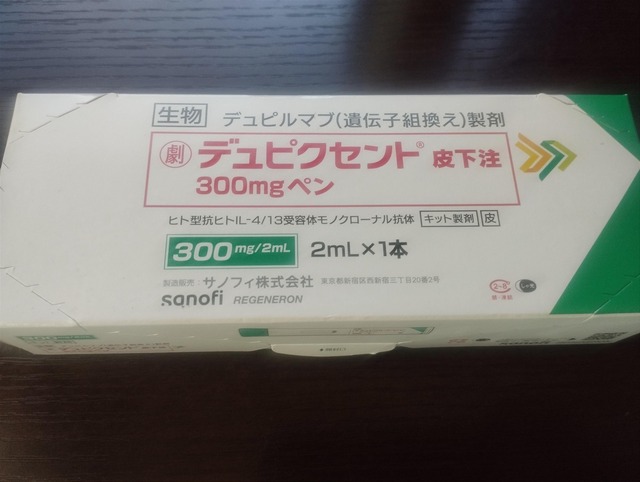 生物 デュピルマブ(遺伝子組換え)製剤
劇 デュピクセント® 皮下注
300mgペン
ヒト型抗ヒトIL-4/13受容体モノクローナル抗体 キット製剤 皮
300mg/2mL 2mL×1本
製造販売:サノフィ株式会社 東京都新宿区西新宿三丁目20番2号
sanofi REGENERON
2-8°